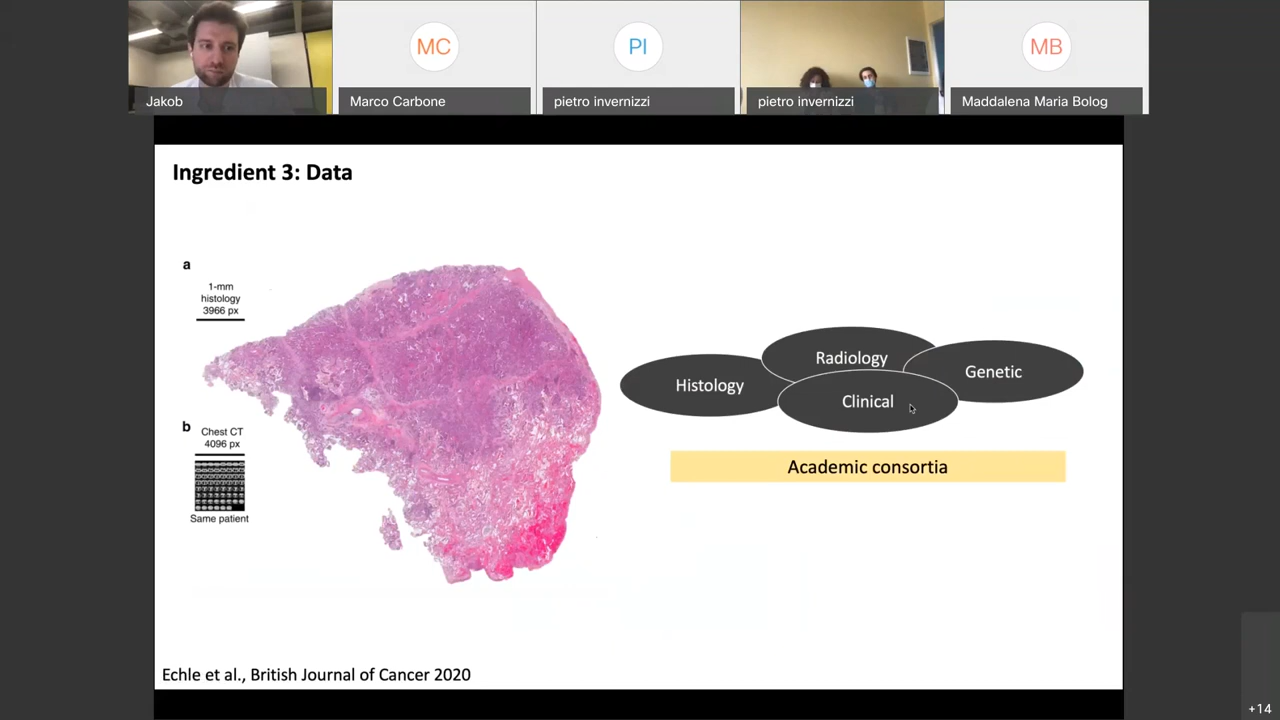 Jakob
MC
Marco Carbone
PI
pietro invernizzi
pietro invernizzi
MB
Maddalena Maria Bolog
Ingredient 3: Data
a
1-mm
histology
3966 px
b
Chest CT
4096 px
Same patient
Histology
Radiology
Clinical
Genetic
Academic consortia
Echle et al., British Journal of Cancer 2020
+14